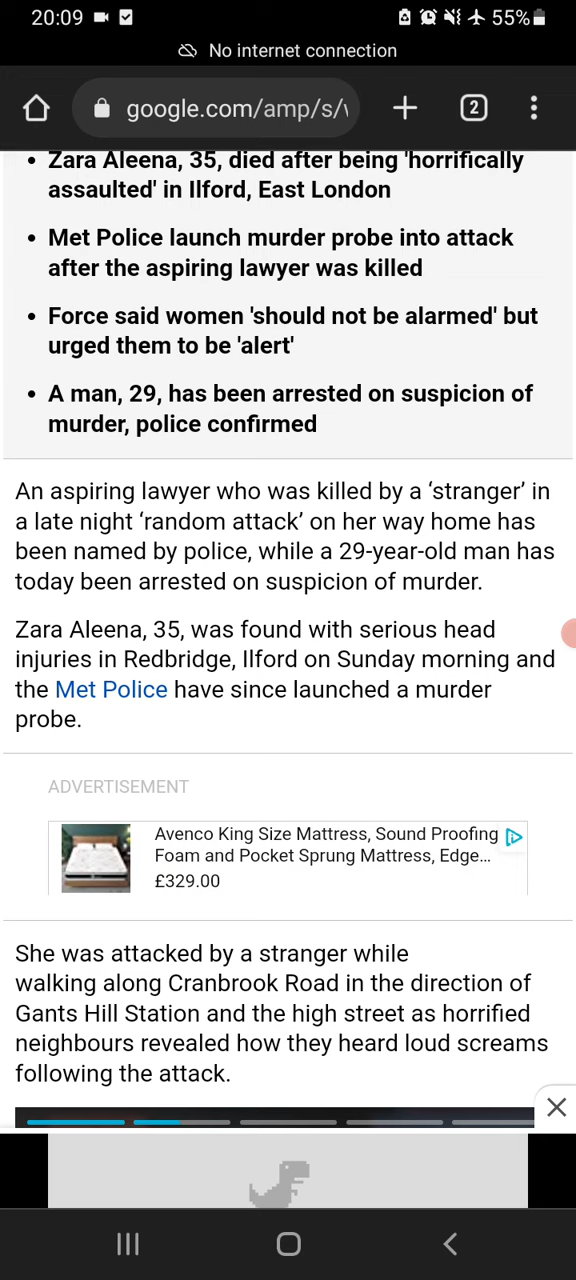 20:09 55%
No internet connection
google.com/amp/s/
2
Zara Aleena, 35, died after being 'horrifically
assaulted' in Ilford, East London
Met Police launch murder probe into attack
after the aspiring lawyer was killed
Force said women 'should not be alarmed' but
urged them to be 'alert'
A man, 29, has been arrested on suspicion of
murder, police confirmed
An aspiring lawyer who was killed by a ‘stranger’ in
a late night ‘random attack’ on her way home has
been named by police, while a 29-year-old man has
today been arrested on suspicion of murder.
Zara Aleena, 35, was found with serious head
injuries in Redbridge, Ilford on Sunday morning and
the Met Police have since launched a murder
probe.
ADVERTISEMENT
Avenco King Size Mattress, Sound Proofing
Foam and Pocket Sprung Mattress, Edge...
£329.00
She was attacked by a stranger while
walking along Cranbrook Road in the direction of
Gants Hill Station and the high street as horrified
neighbours revealed how they heard loud screams
following the attack.